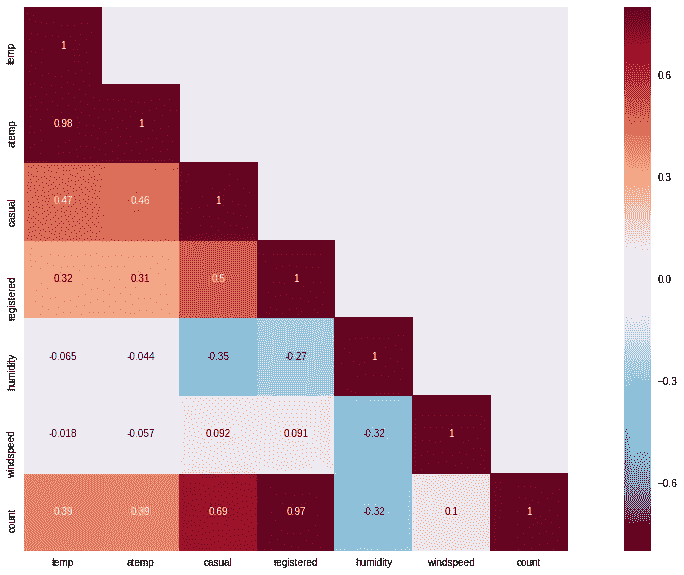 temp 1
atemp 0.98 1
casual 0.47 0.46 1
registered 0.32 0.31 0.5 1
humidity -0.065 -0.044 -0.35 -0.27 1
windspeed -0.018 -0.057 0.092 0.091 -0.32 1
count 0.39 0.39 0.69 0.97 -0.32 0.1 1
temp atemp casual registered humidity windspeed count
0.6
0.3
0.0
−0.3
−0.6